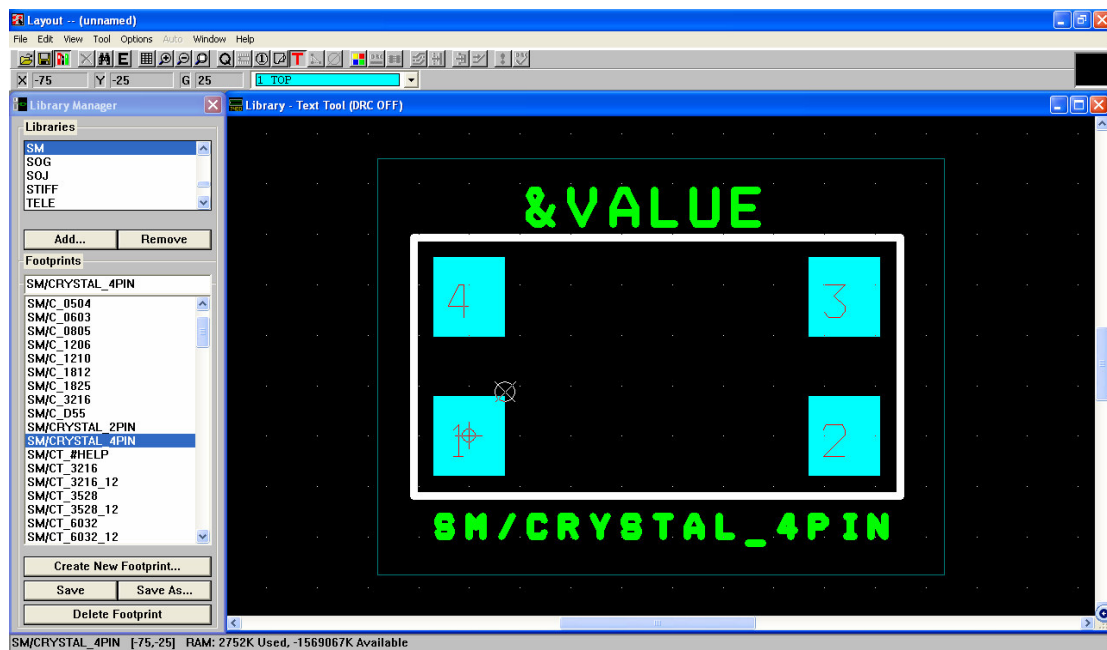 Layout -- (unnamed)
File Edit View Tool Options Auto Window Help
X -75 Y -25 G 25 1 TOP
Library Manager
Libraries
SM
SOG
SOJ
STIFF
TELE
Add... Remove
Footprints
SM/CRYSTAL_4PIN
SM/C_0504
SM/C_0603
SM/C_0805
SM/C_1206
SM/C_1210
SM/C_1812
SM/C_1825
SM/C_3216
SM/C_D55
SM/CRYSTAL_2PIN
SM/CRYSTAL_4PIN
SM/CT_#HELP
SM/CT_3216
SM/CT_3216_12
SM/CT_3528
SM/CT_3528_12
SM/CT_6032
SM/CT_6032_12
Create New Footprint...
Save Save As...
Delete Footprint
Library - Text Tool (DRC OFF)
&VALUE
4 3
1 2
SM/CRYSTAL_4PIN
SM/CRYSTAL_4PIN [-75,-25] RAM: 2752K Used, -1569067K Available